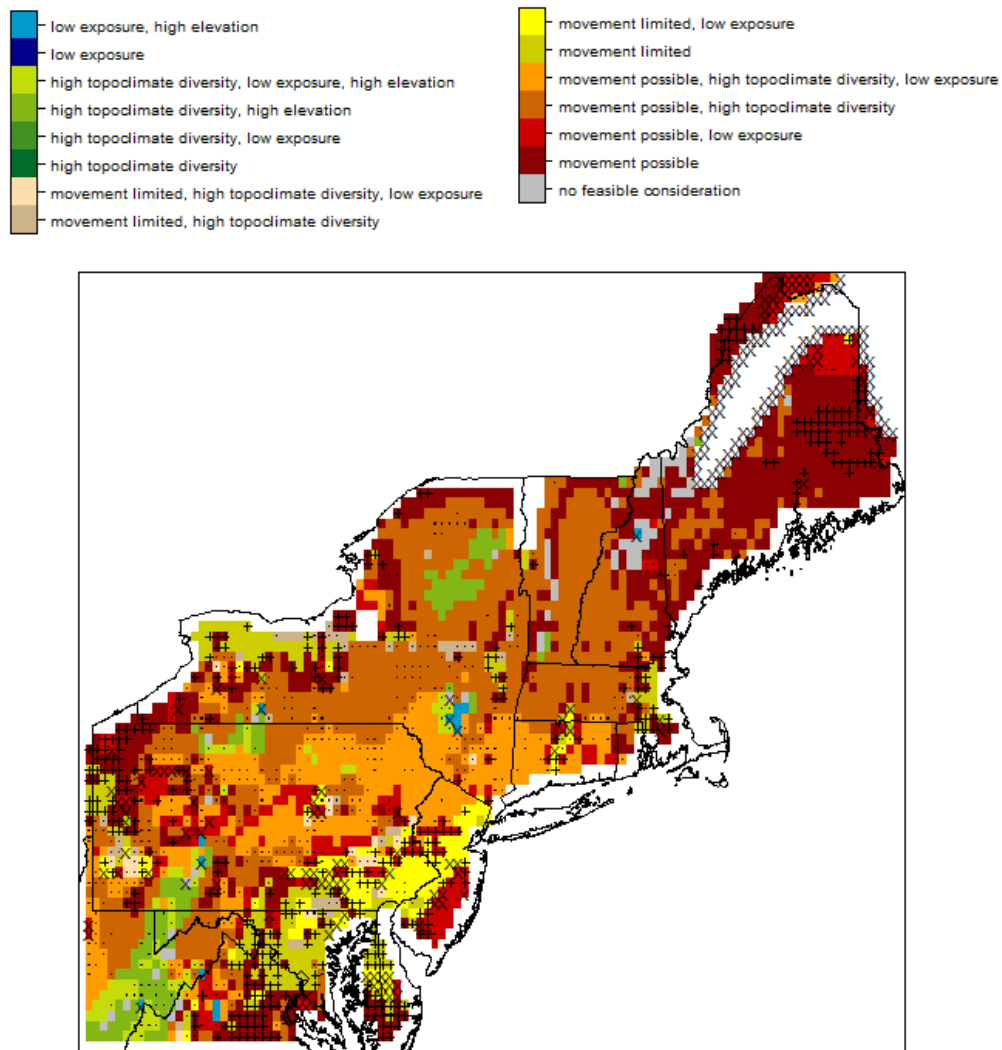 low exposure, high elevation
low exposure
high topoclimate diversity, low exposure, high elevation
high topoclimate diversity, high elevation
high topoclimate diversity, low exposure
high topoclimate diversity
movement limited, high topoclimate diversity, low exposure
movement limited, high topoclimate diversity
movement limited, low exposure
movement limited
movement possible, high topoclimate diversity, low exposure
movement possible, high topoclimate diversity
movement possible, low exposure
movement possible
no feasible consideration